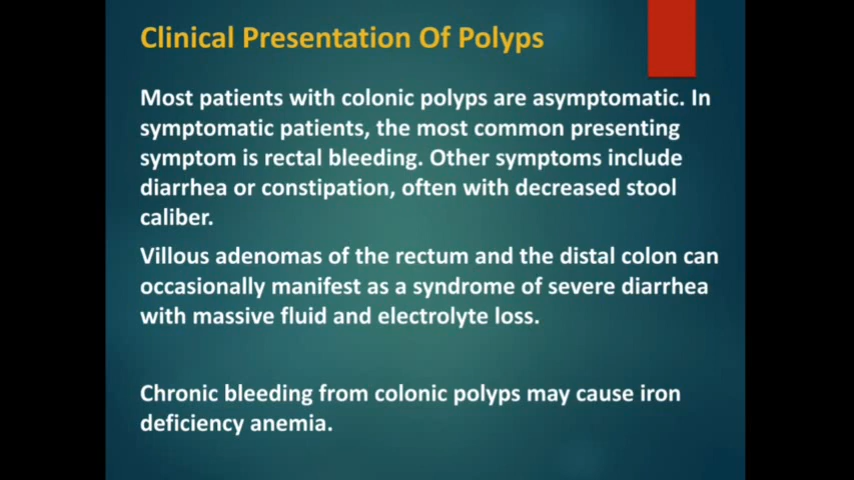 Clinical Presentation Of Polyps
Most patients with colonic polyps are asymptomatic. In
symptomatic patients, the most common presenting
symptom is rectal bleeding. Other symptoms include
diarrhea or constipation, often with decreased stool
caliber.
Villous adenomas of the rectum and the distal colon can
occasionally manifest as a syndrome of severe diarrhea
with massive fluid and electrolyte loss.
Chronic bleeding from colonic polyps may cause iron
deficiency anemia.